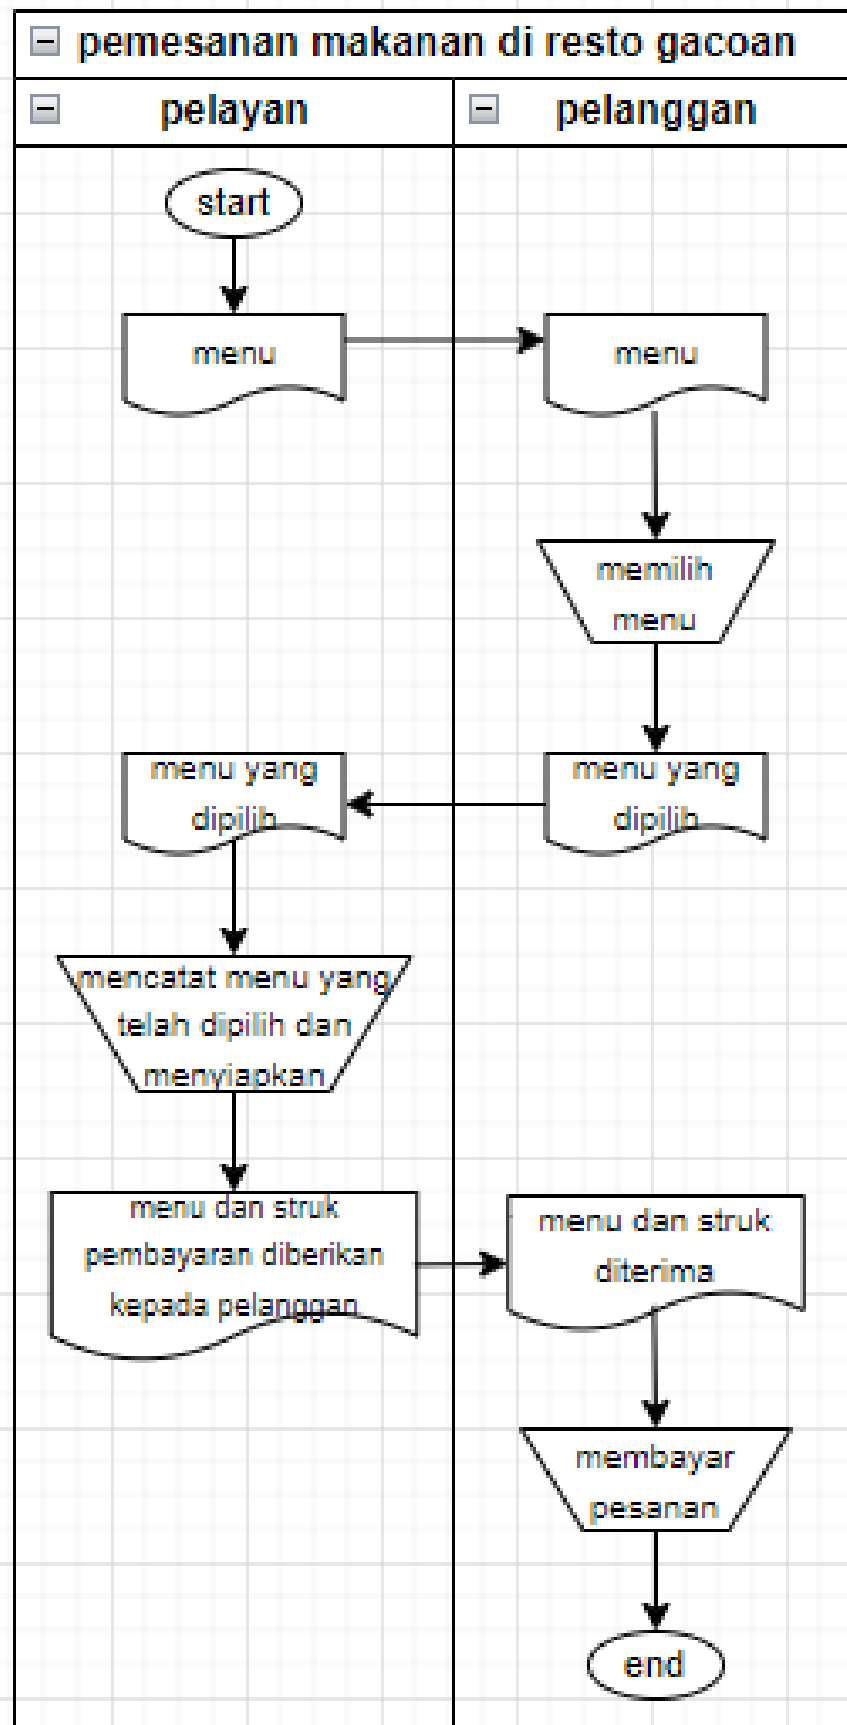 pemesanan makanan di resto gacoan
pelayan
pelanggan
start
menu
menu
memilih
menu
menu yang
dipilih
menu yang
dipilih
mencatat menu yang
telah dipilih dan
menyiapkan
menu dan struk
pembayaran diberikan
kepada pelanggan
menu dan struk
diterima
membayar
pesanan
end